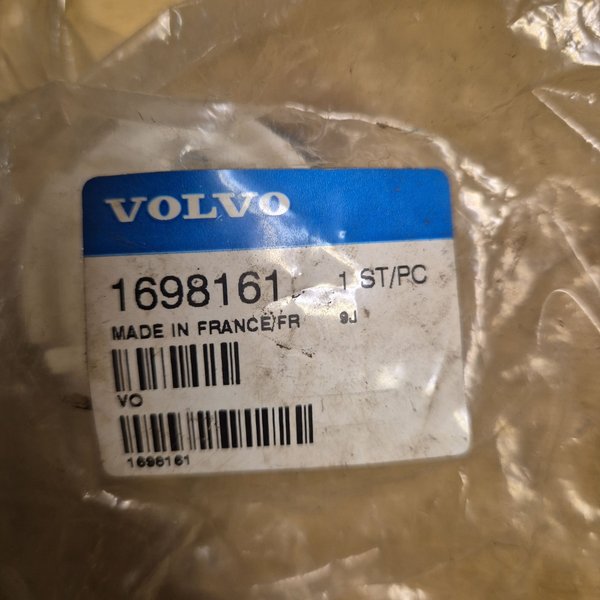 VOLVO
1698161 1 ST/PC
MADE IN FRANCE/FR 9J
VO
1698161